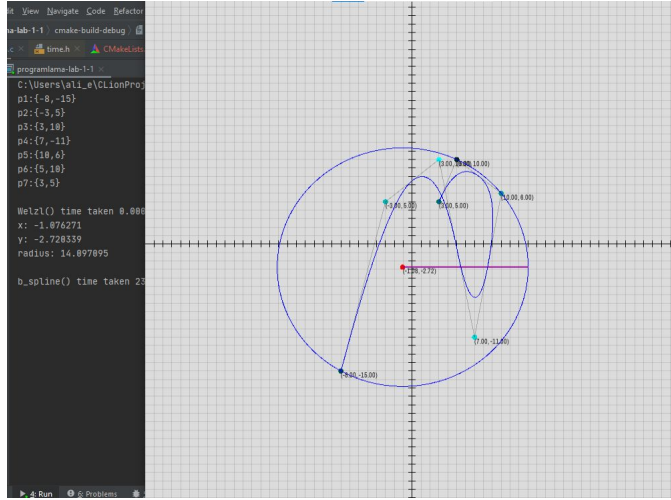 View Navigate Code Refactor
a-lab-1-1 cmake-build-debug
.c time.h CMakeLists.
programlama-lab-1-1
C:\Users\ali_e\CLionProj
p1:{-8,-15}
p2:{-3,5}
p3:{3,10}
p4:{7,-11}
p5:{10,6}
p6:{5,10}
p7:{3,5}
Welzl() time taken 0.000
x: -1.076271
y: -2.720339
radius: 14.097095
b_spline() time taken 23
(3.00, 10.00)
(-3.00, 5.00)
(3.00, 5.00)
(10.00, 6.00)
(-1.08, -2.72)
(7.00, -11.00)
(-8.00, -15.00)
4: Run 6: Problems